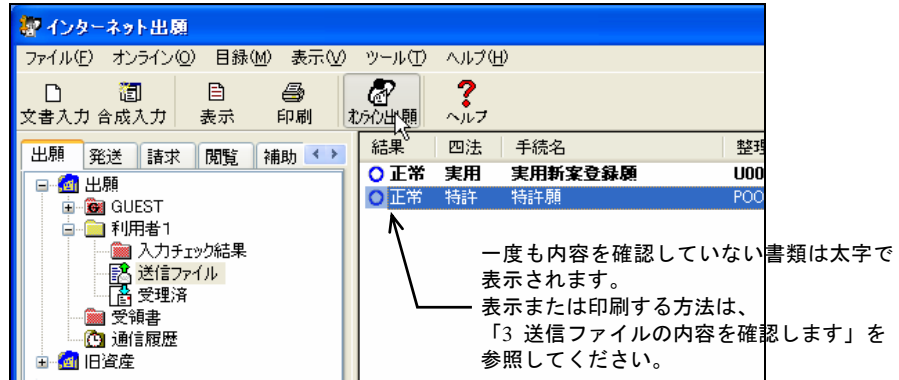 インターネット出願
ファイル(F) オンライン(O) 目録(M) 表示(V) ツール(T) ヘルプ(H)
文書入力 合成入力 表示 印刷 オンライン出願 ヘルプ
出願 発送 請求 閲覧 補助
結果 四法 手続名 整理
出願
正常 実用 実用新案登録願 U00
GUEST
正常 特許 特許願 P00
利用者1
入力チェック結果
送信ファイル
受理済
受領書
通信履歴
旧資産
一度も内容を確認していない書類は太字で
表示されます。
表示または印刷する方法は、
「3 送信ファイルの内容を確認します」を
参照してください。